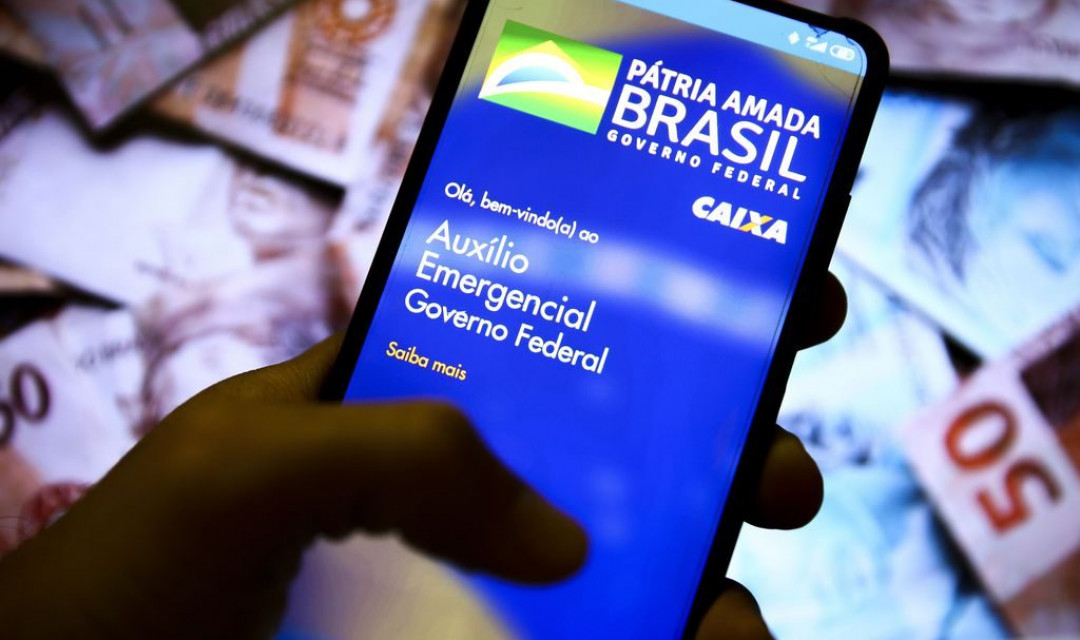 PÁTRIA AMADA
BRASIL
GOVERNO FEDERAL
CAIXA
Olá, bem-vindo(a) ao
Auxílio
Emergencial
Governo Federal
Saiba mais
50
50